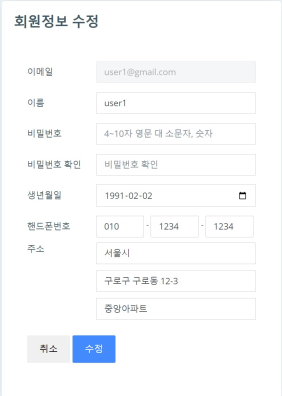 회원정보 수정
이메일 user1@gmail.com
이름 user1
비밀번호 4~10자 영문 대 소문자, 숫자
비밀번호 확인 비밀번호 확인
생년월일 1991-02-02
핸드폰번호 010 - 1234 - 1234
주소 서울시
구로구 구로동 12-3
중앙아파트
취소 수정